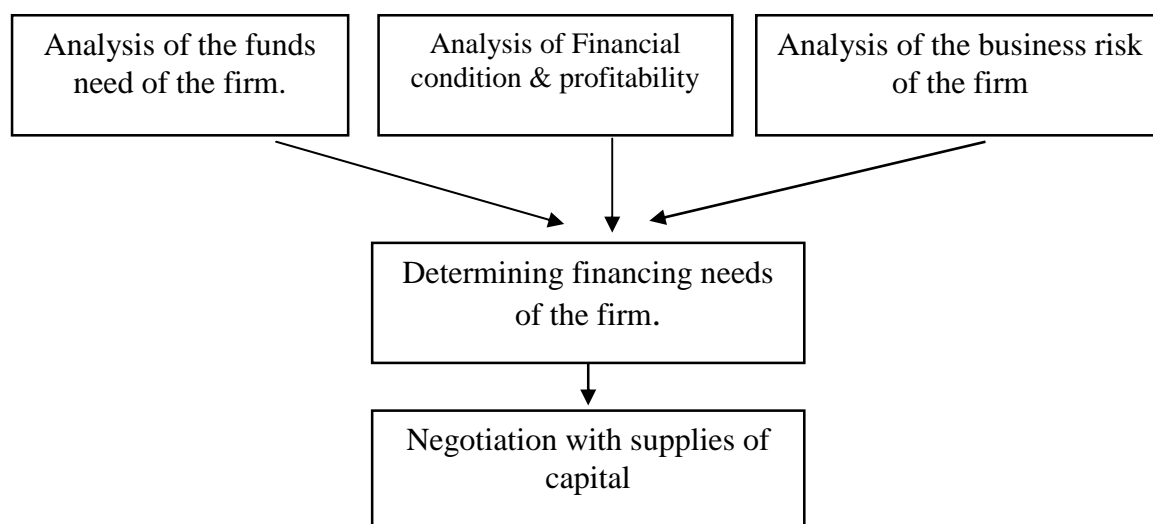 Analysis of the funds
need of the firm.
Analysis of Financial
condition & profitability
Analysis of the business risk
of the firm
Determining financing needs
of the firm.
Negotiation with supplies of
capital